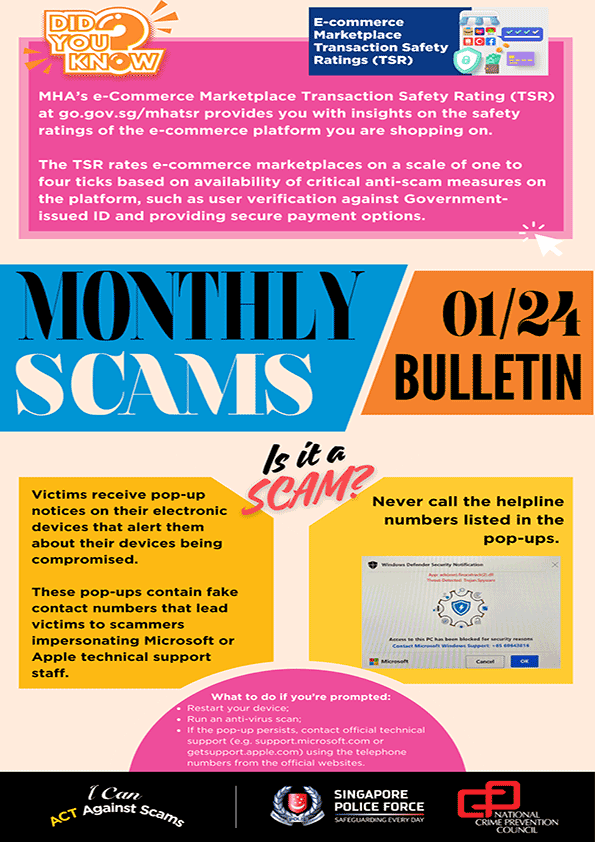 DID
YOU
KNOW
?
E-commerce
Marketplace
Transaction Safety
Ratings (TSR)
MHA's e-Commerce Marketplace Transaction Safety Rating (TSR)
at go.gov.sg/mhatsr provides you with insights on the safety
ratings of the e-commerce platform you are shopping on.
The TSR rates e-commerce marketplaces on a scale of one to
four ticks based on availability of critical anti-scam measures on
the platform, such as user verification against Government-
issued ID and providing secure payment options.
MONTHLY
SCAMS
01/24
BULLETIN
Is it a
SCAM?
Victims receive pop-up
notices on their electronic
devices that alert them
about their devices being
compromised.
These pop-ups contain fake
contact numbers that lead
victims to scammers
impersonating Microsoft or
Apple technical support
staff.
Never call the helpline
numbers listed in the
pop-ups.
Windows Defender Security Notification
App:
Threat Detected: Trojan Spyware
Access to this PC has been blocked for security reasons
Contact Microsoft Windows Support:
Microsoft
Cancel
OK
What to do if you're prompted:
• Restart your device;
• Run an anti-virus scan;
• If the pop-up persists, contact official technical
support (e.g. support.microsoft.com or
getsupport.apple.com) using the telephone
numbers from the official websites.
I Can
ACT Against Scams
SINGAPORE
POLICE FORCE
SAFEGUARDING EVERY DAY
NATIONAL
CRIME PREVENTION
COUNCIL